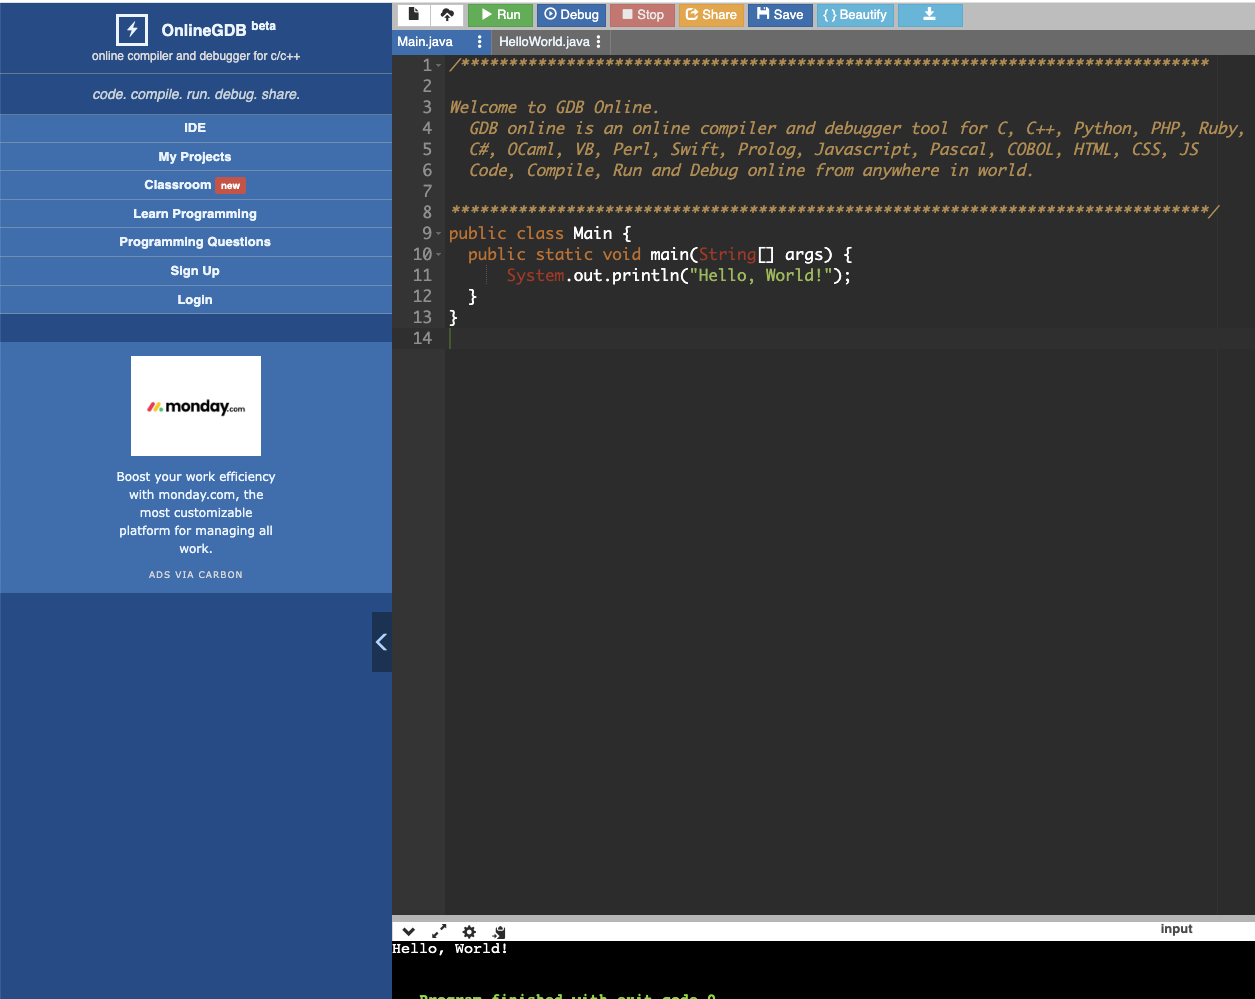 OnlineGDB beta
online compiler and debugger for c/c++
code. compile. run. debug. share.
IDE
My Projects
Classroom new
Learn Programming
Programming Questions
Sign Up
Login
monday.com
Boost your work efficiency
with monday.com, the
most customizable
platform for managing all
work.
ADS VIA CARBON
Run Debug Stop Share Save { } Beautify
Main.java HelloWorld.java
1 /******************************************************************************
2
3 Welcome to GDB Online.
4 GDB online is an online compiler and debugger tool for C, C++, Python, PHP, Ruby,
5 C#, OCaml, VB, Perl, Swift, Prolog, Javascript, Pascal, COBOL, HTML, CSS, JS
6 Code, Compile, Run and Debug online from anywhere in world.
7
8 *******************************************************************************/
9 public class Main {
10 public static void main(String[] args) {
11 System.out.println("Hello, World!");
12 }
13 }
14
input
Hello, World!
Program finished with exit code 0